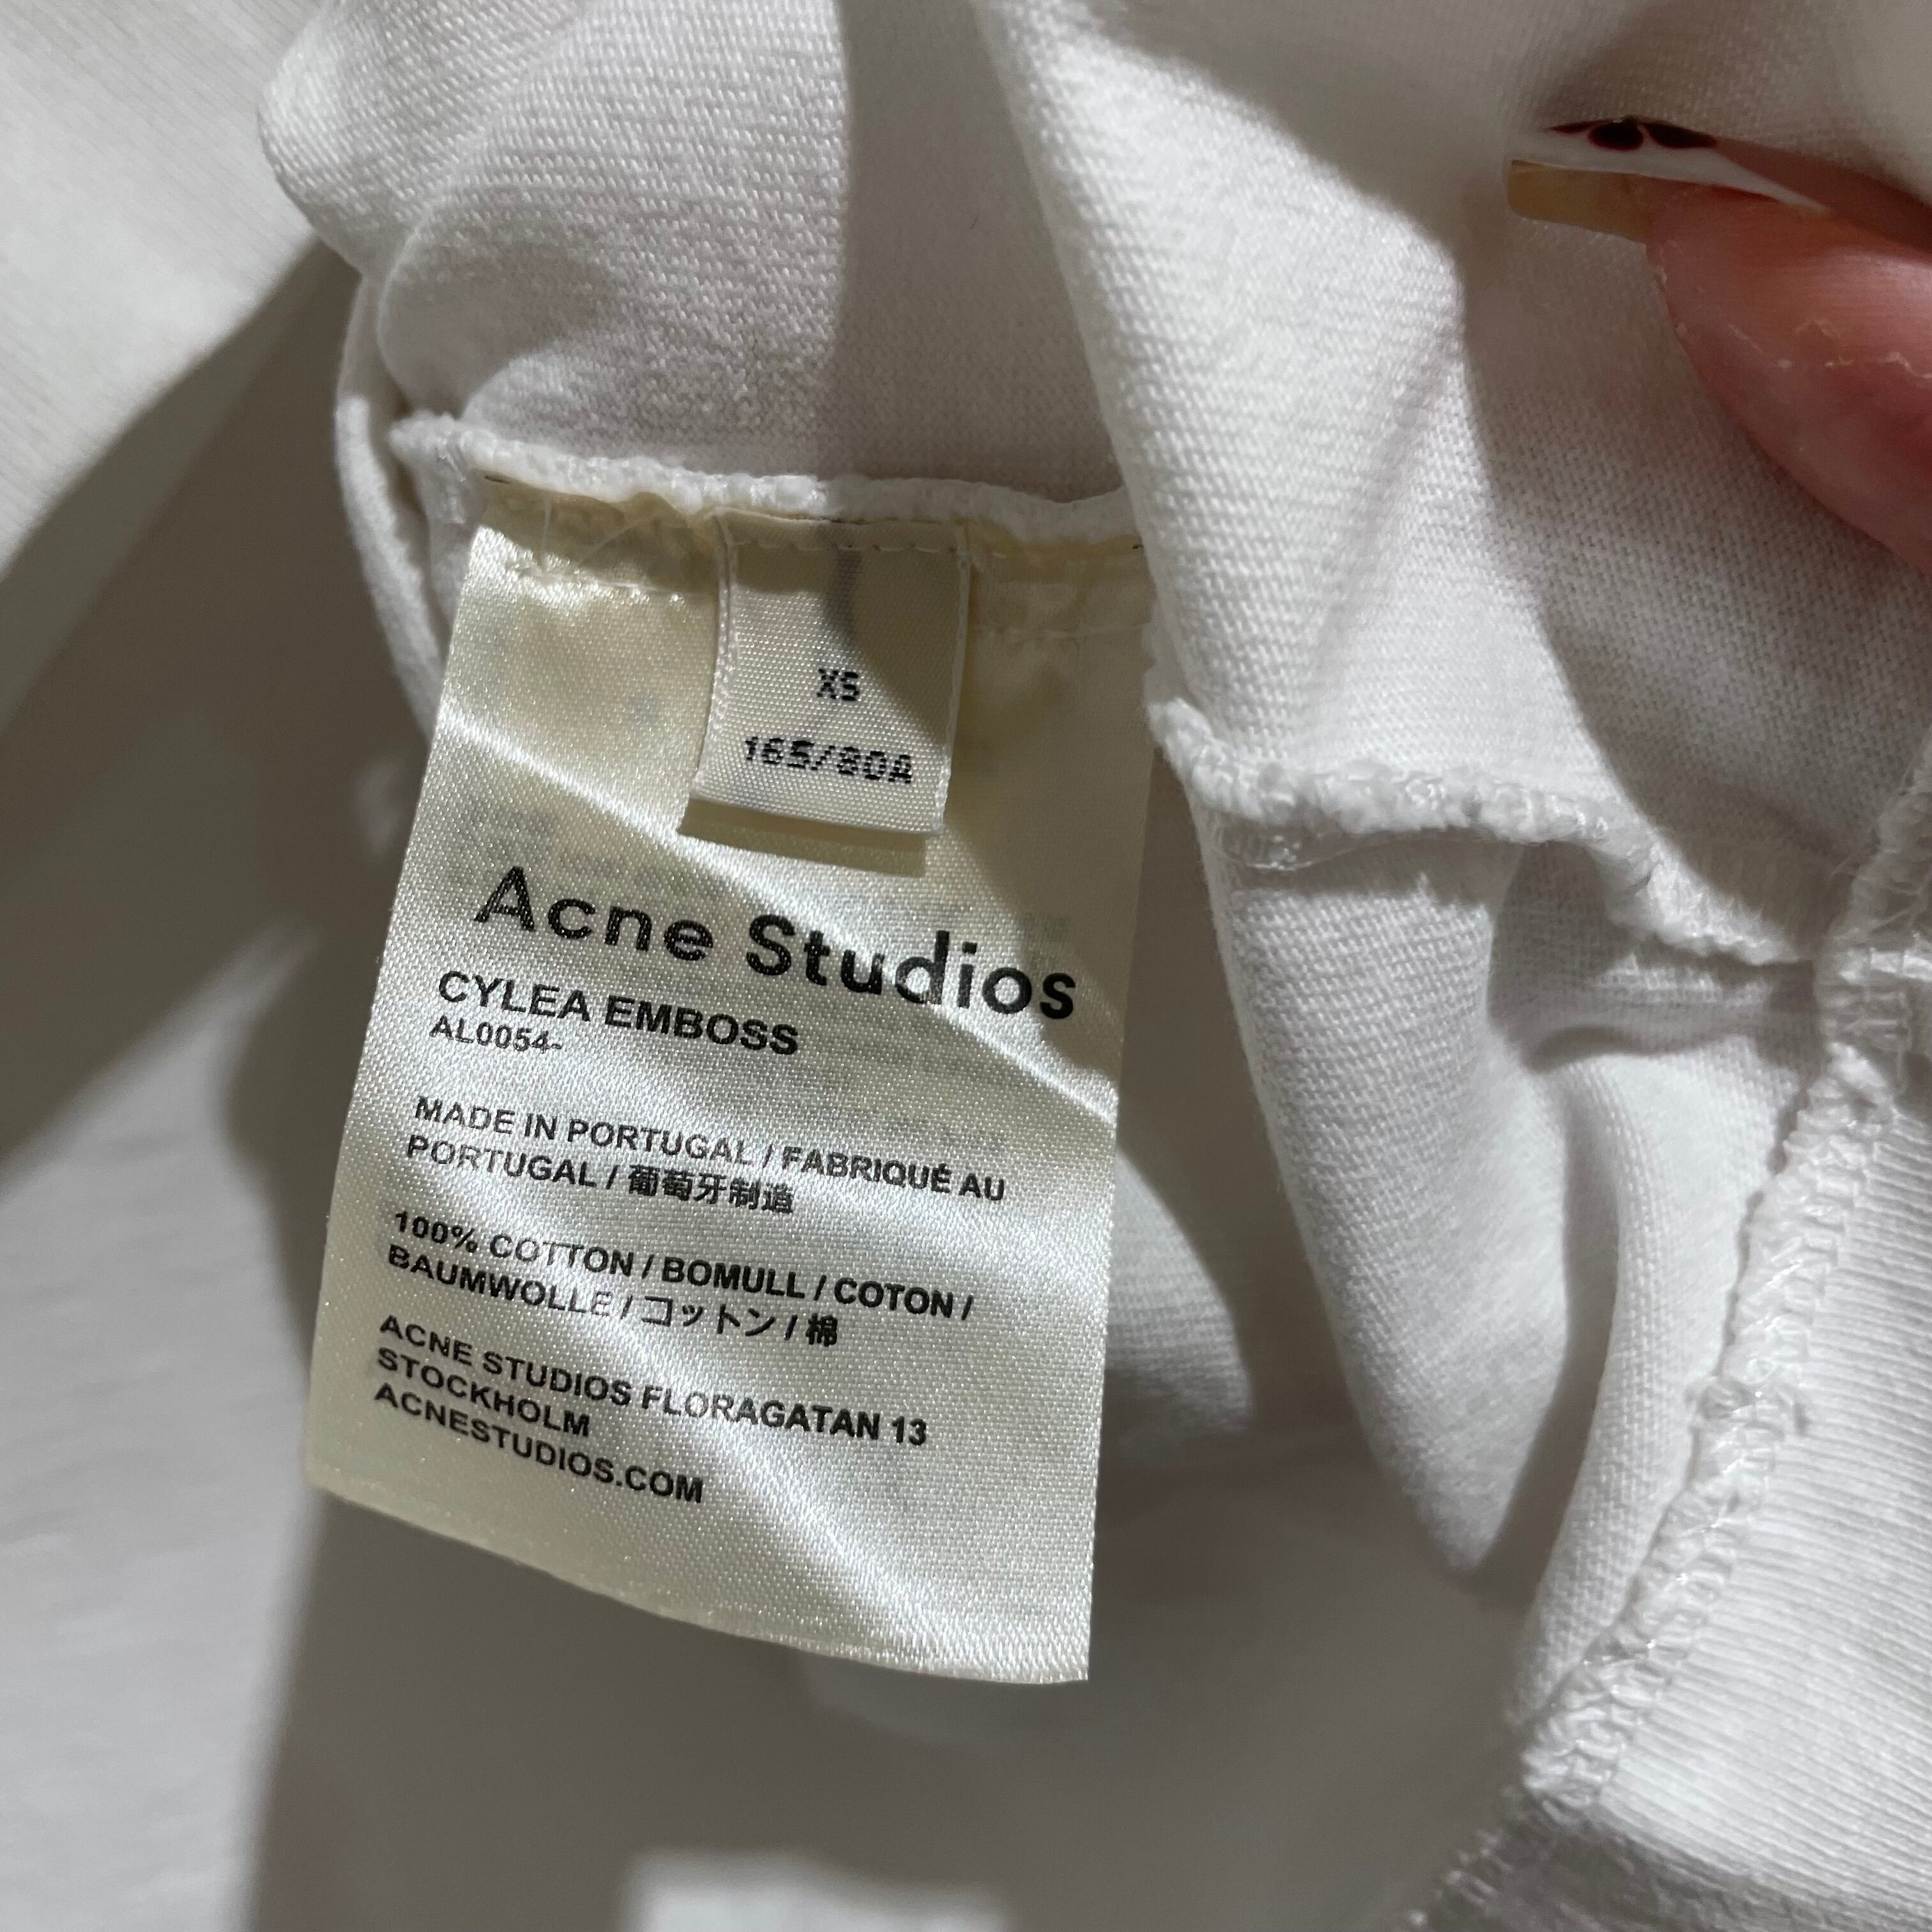 XS
165/80A
Acne Studios
CYLEA EMBOSS
AL0054-
MADE IN PORTUGAL / FABRIQUÉ AU
PORTUGAL / 葡萄牙制造
100% COTTON / BOMULL / COTON /
BAUMWOLLE / コットン / 棉
ACNE STUDIOS FLORAGATAN 13
STOCKHOLM
ACNESTUDIOS.COM